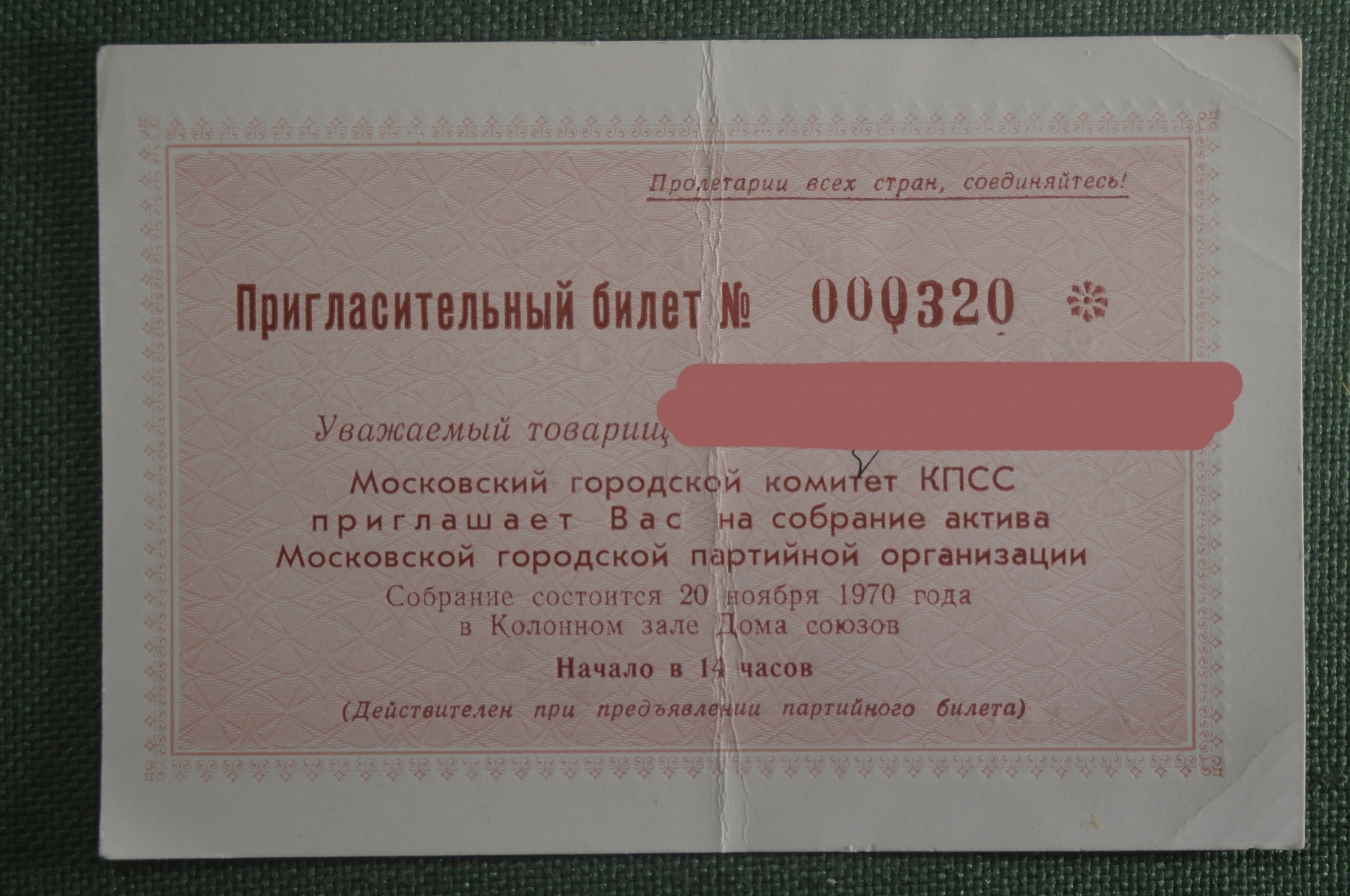 Пролетарии всех стран, соединяйтесь!
Пригласительный билет № 000320
Уважаемый товарищ
Московский городской комитет КПСС
приглашает Вас на собрание актива
Московской городской партийной организации
Собрание состоится 20 ноября 1970 года
в Колонном зале Дома союзов
Начало в 14 часов
(Действителен при предъявлении партийного билета)